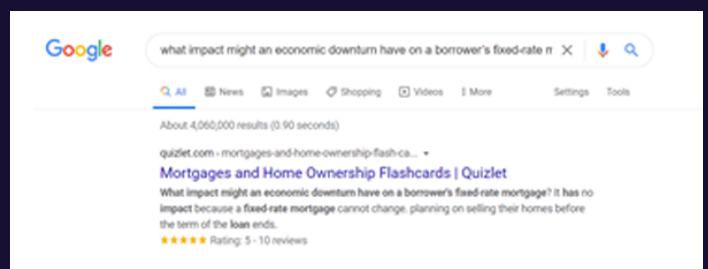 Google
what impact might an economic downturn have on a borrower's fixed-rate m
All News Images Shopping Videos More Settings Tools
About 4,060,000 results (0.90 seconds)
quizlet.com › mortgages-and-home-ownership-flash-ca...
Mortgages and Home Ownership Flashcards | Quizlet
What impact might an economic downturn have on a borrower's fixed-rate mortgage? It has no
impact because a fixed-rate mortgage cannot change. planning on selling their homes before
the term of the loan ends.
Rating: 5 - 10 reviews